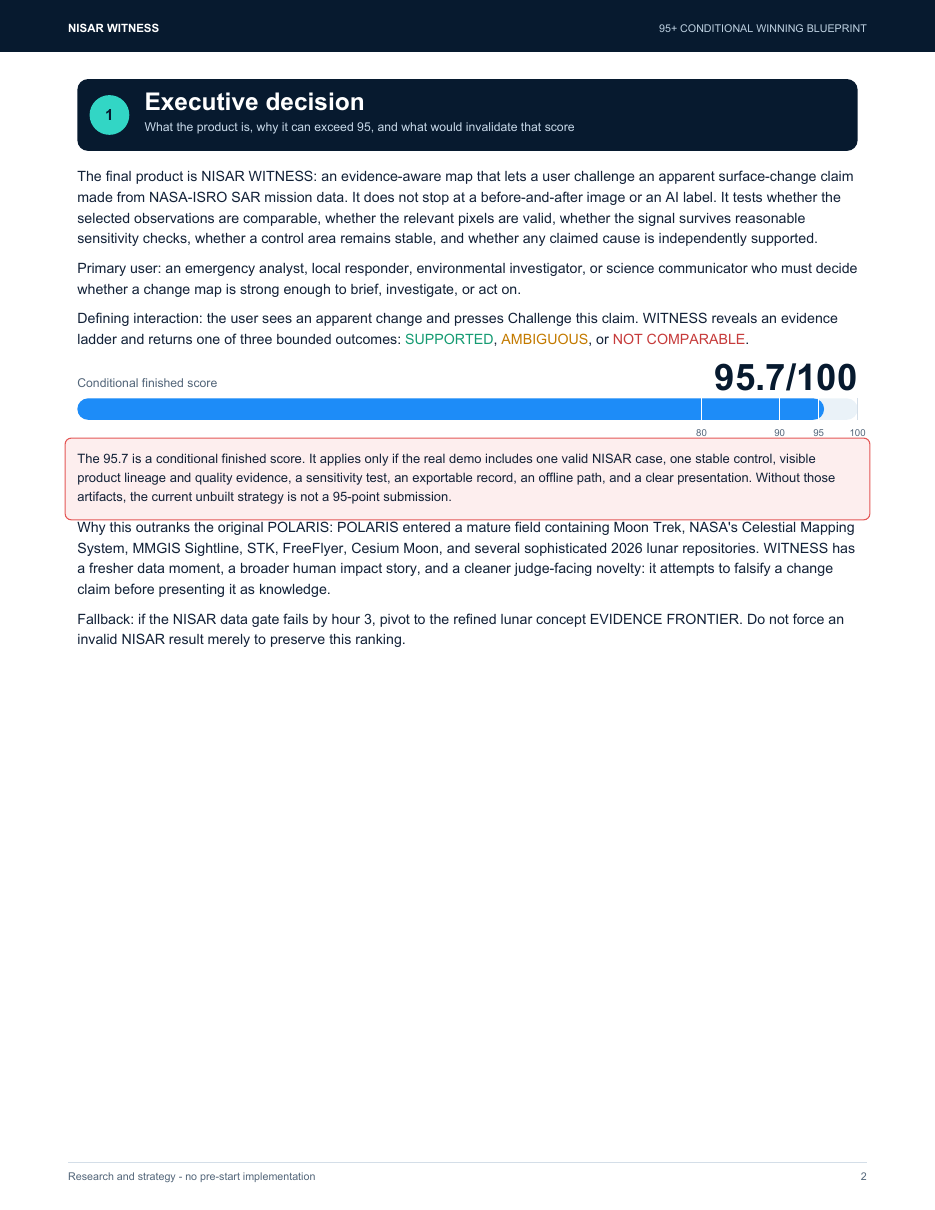 NISAR WITNESS
95+ CONDITIONAL WINNING BLUEPRINT
1
Executive decision
What the product is, why it can exceed 95, and what would invalidate that score
The final product is NISAR WITNESS: an evidence-aware map that lets a user challenge an apparent surface-change claim
made from NASA-ISRO SAR mission data. It does not stop at a before-and-after image or an AI label. It tests whether the
selected observations are comparable, whether the relevant pixels are valid, whether the signal survives reasonable
sensitivity checks, whether a control area remains stable, and whether any claimed cause is independently supported.
Primary user: an emergency analyst, local responder, environmental investigator, or science communicator who must decide
whether a change map is strong enough to brief, investigate, or act on.
Defining interaction: the user sees an apparent change and presses Challenge this claim. WITNESS reveals an evidence
ladder and returns one of three bounded outcomes: SUPPORTED, AMBIGUOUS, or NOT COMPARABLE.
Conditional finished score
95.7/100
80 90 95 100
The 95.7 is a conditional finished score. It applies only if the real demo includes one valid NISAR case, one stable control, visible
product lineage and quality evidence, a sensitivity test, an exportable record, an offline path, and a clear presentation. Without those
artifacts, the current unbuilt strategy is not a 95-point submission.
Why this outranks the original POLARIS: POLARIS entered a mature field containing Moon Trek, NASA's Celestial Mapping
System, MMGIS Sightline, STK, FreeFlyer, Cesium Moon, and several sophisticated 2026 lunar repositories. WITNESS has
a fresher data moment, a broader human impact story, and a cleaner judge-facing novelty: it attempts to falsify a change
claim before presenting it as knowledge.
Fallback: if the NISAR data gate fails by hour 3, pivot to the refined lunar concept EVIDENCE FRONTIER. Do not force an
invalid NISAR result merely to preserve this ranking.
Research and strategy - no pre-start implementation
2